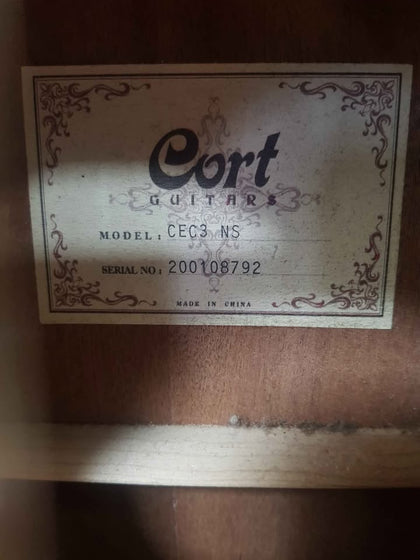 Cort
GUITARS
MODEL: CEC3 NS
SERIAL NO: 200108792
MADE IN CHINA